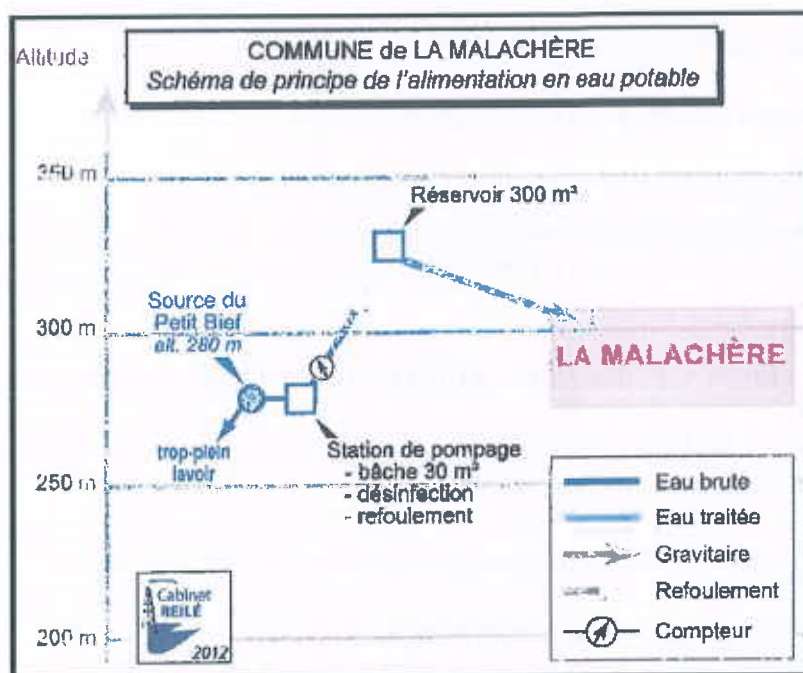 Altitude
COMMUNE de LA MALACHÈRE
Schéma de principe de l'alimentation en eau potable
350 m
Réservoir 300 m³
Source du
Petit Bief
alt. 280 m
300 m
LA MALACHÈRE
trop-plein
lavoir
Station de pompage
- bâche 30 m³
- désinfection
- refoulement
250 m
Eau brute
Eau traitée
Gravitaire
Refoulement
Compteur
Cabinet
REILÉ
2012
200 m